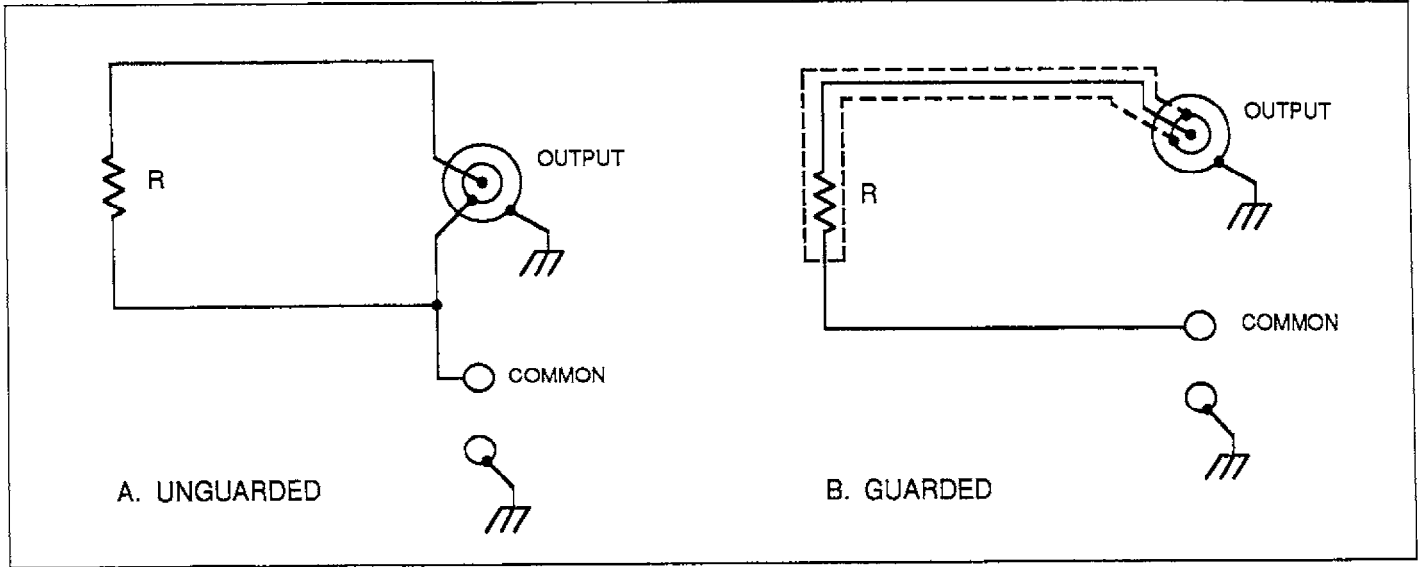 R
OUTPUT
COMMON
A. UNGUARDED
R
OUTPUT
COMMON
B. GUARDED